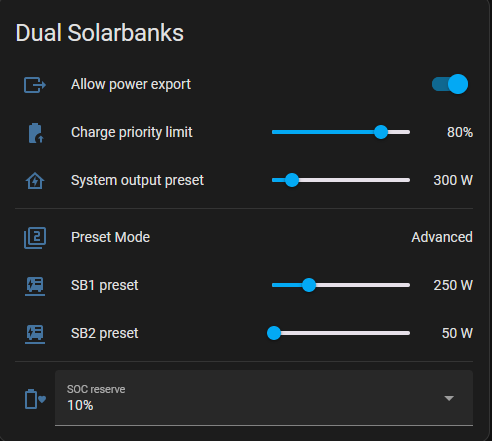 Dual Solarbanks
Allow power export
Charge priority limit 80%
System output preset 300 W
2 Preset Mode Advanced
SB1 preset 250 W
SB2 preset 50 W
SOC reserve
10%